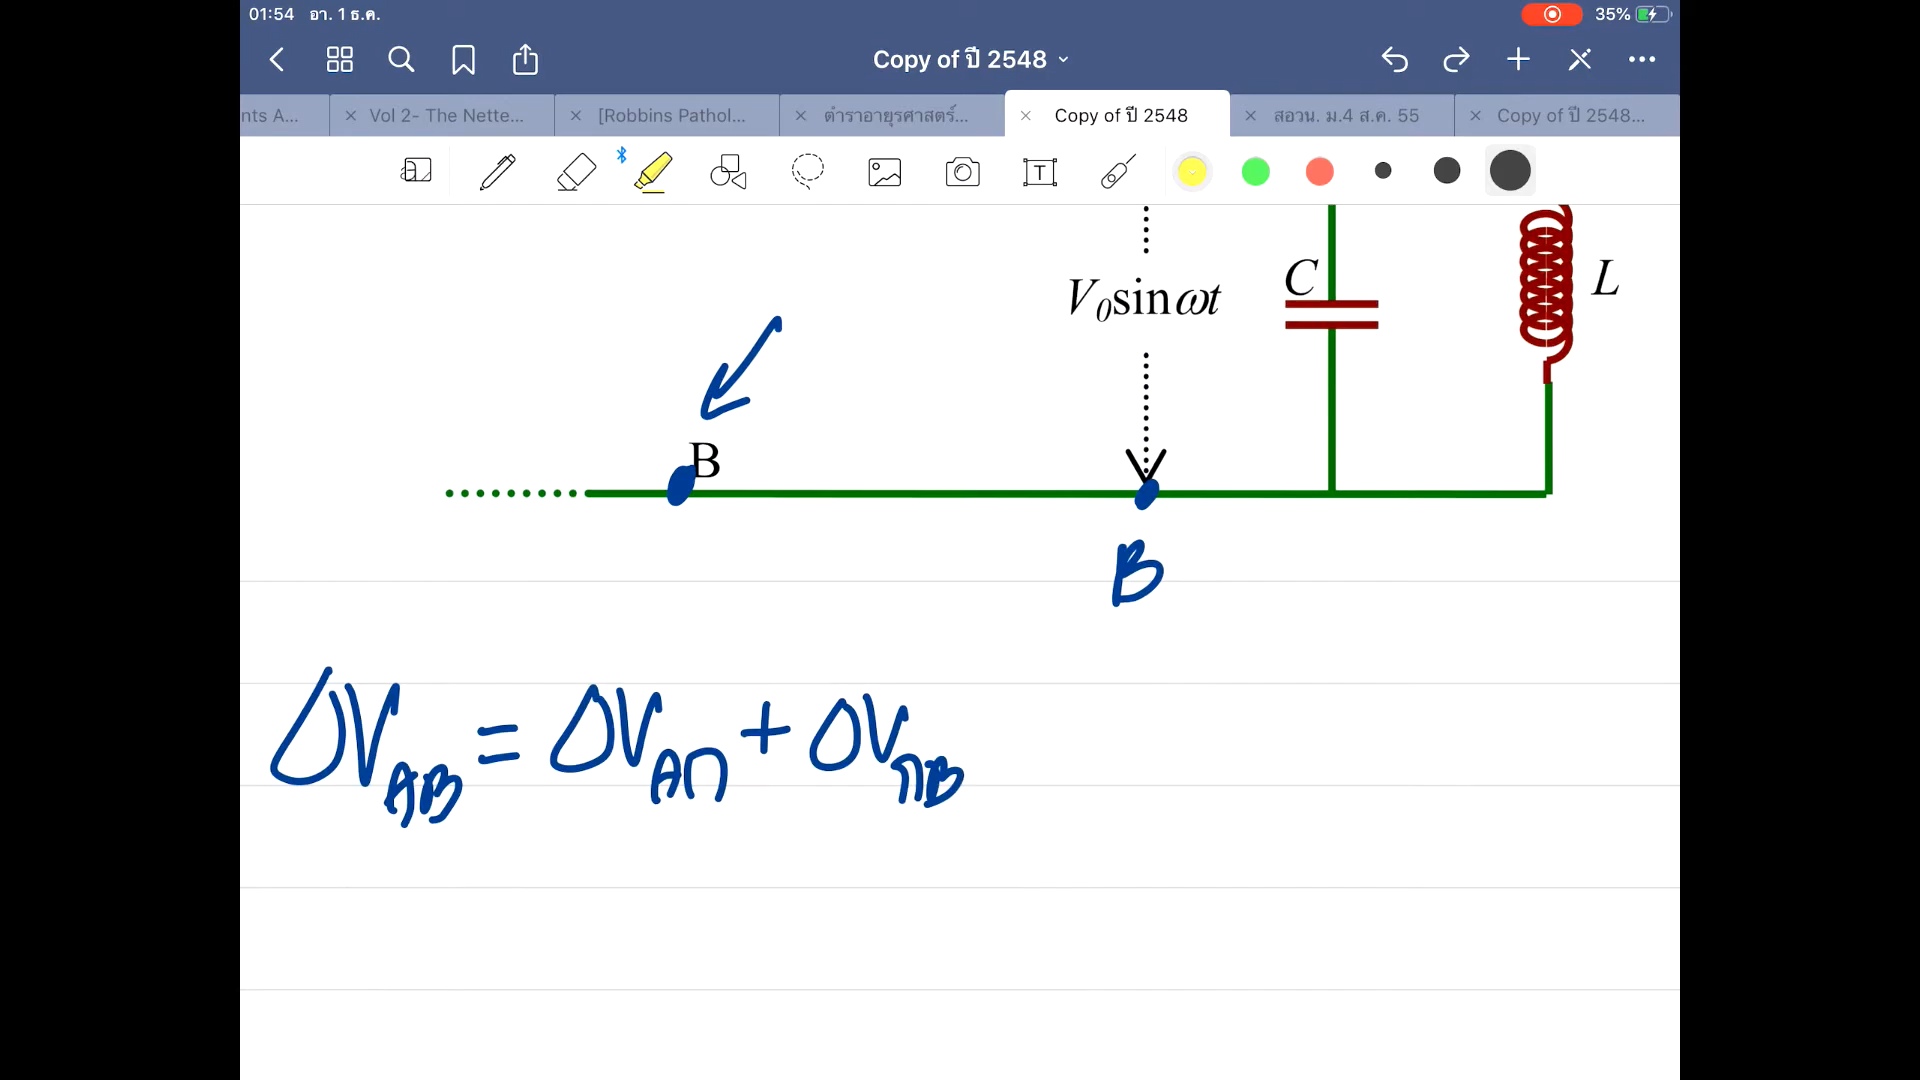 01:54 อา. 1 ธ.ค. 35%
Copy of ปี 2548
nts A... Vol 2- The Nette... [Robbins Pathol... ตำราอายุรศาสตร์... Copy of ปี 2548 สอวน. ม.4 ส.ค. 55 Copy of ปี 2548...
a T
C L
V₀sinωt
B
B
ΔV_AB = ΔV_Aก + ΔV_กB